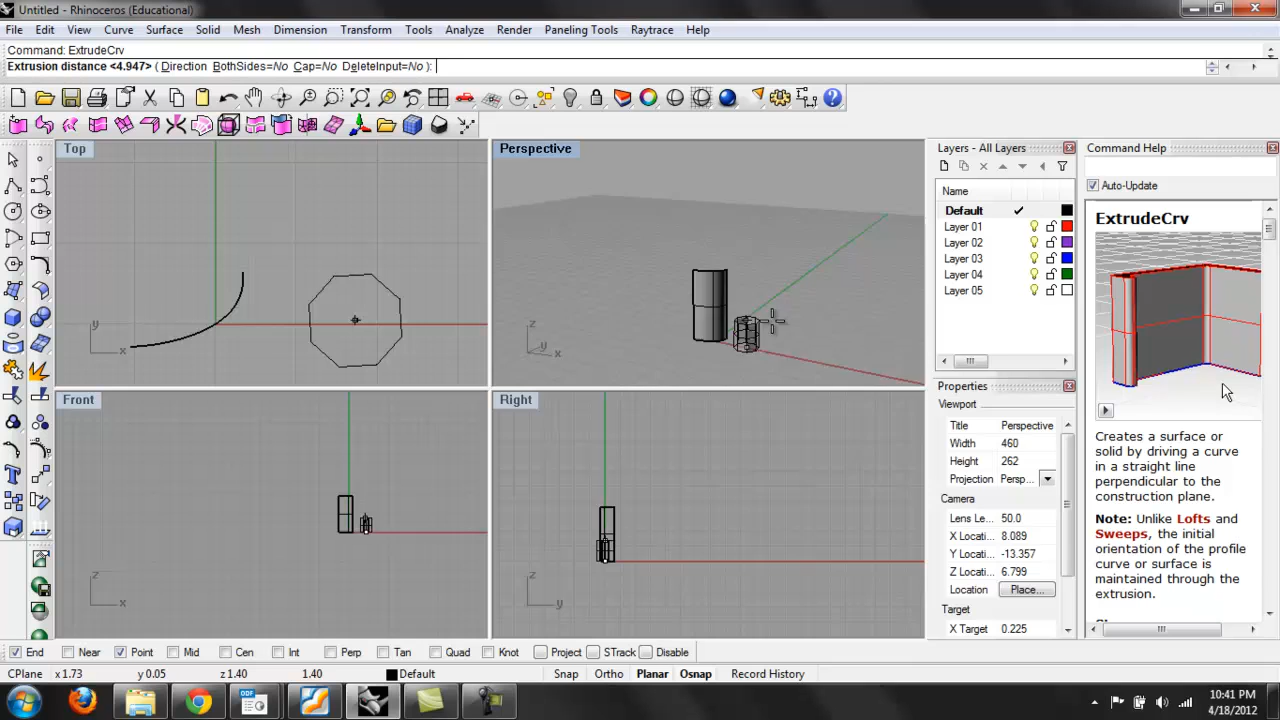 Untitled - Rhinoceros (Educational)
File Edit View Curve Surface Solid Mesh Dimension Transform Tools Analyze Render Paneling Tools Raytrace Help
Command: ExtrudeCrv
Extrusion distance <4.947> ( Direction BothSides=No Cap=No DeleteInput=No ):
Top
y
x
Perspective
z
y
x
Front
z
x
Right
z
y
Layers - All Layers
Name
Default
Layer 01
Layer 02
Layer 03
Layer 04
Layer 05
Properties
Viewport
Title Perspective
Width 460
Height 262
Projection Persp...
Camera
Lens Le... 50.0
X Locati... 8.089
Y Locati... -13.357
Z Locati... 6.799
Location Place...
Target
X Target 0.225
Command Help
Auto-Update
ExtrudeCrv
Creates a surface or
solid by driving a curve
in a straight line
perpendicular to the
construction plane.
Note: Unlike Lofts and
Sweeps, the initial
orientation of the profile
curve or surface is
maintained through the
extrusion.
End Near Point Mid Cen Int Perp Tan Quad Knot Project STrack Disable
CPlane x 1.73 y 0.05 z 1.40 1.40 Default Snap Ortho Planar Osnap Record History
ODF
10:41 PM
4/18/2012